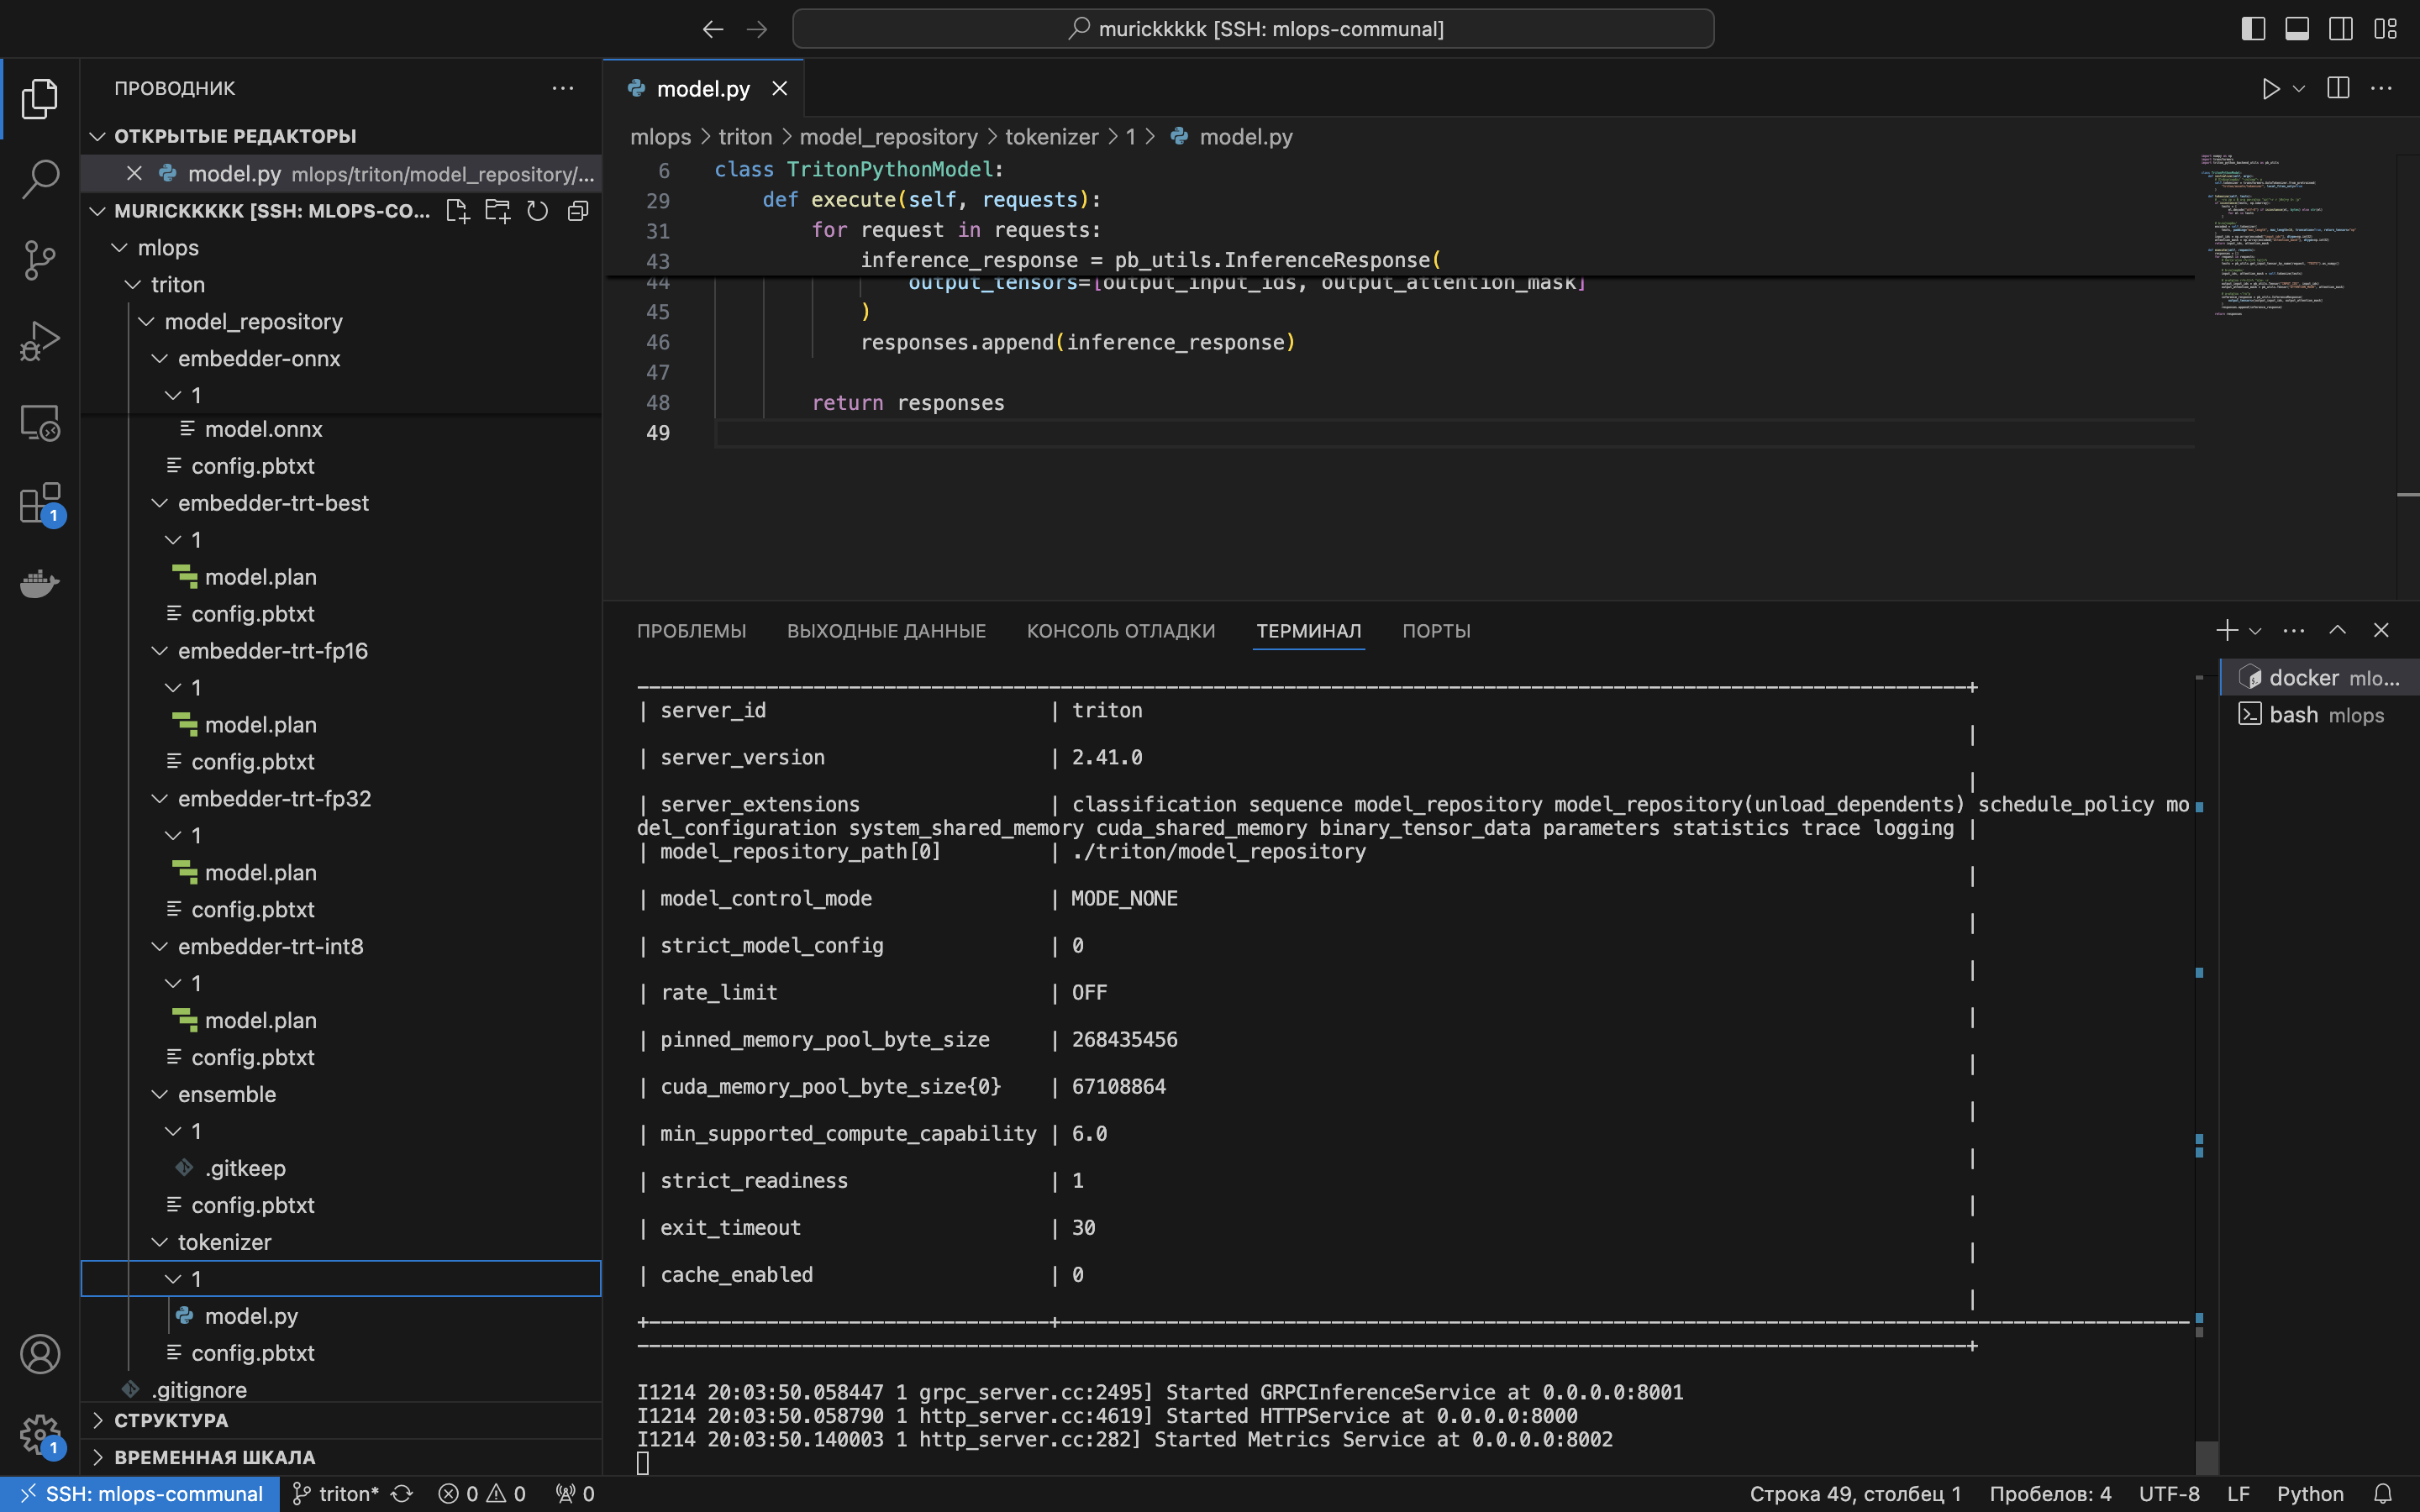 murickkkkk [SSH: mlops-communal]
ПРОВОДНИК
ОТКРЫТЫЕ РЕДАКТОРЫ
model.py mlops/triton/model_repository/...
MURICKKKKK [SSH: MLOPS-CO...
mlops
triton
model_repository
embedder-onnx
1
model.onnx
config.pbtxt
embedder-trt-best
1
model.plan
config.pbtxt
embedder-trt-fp16
1
model.plan
config.pbtxt
embedder-trt-fp32
1
model.plan
config.pbtxt
embedder-trt-int8
1
model.plan
config.pbtxt
ensemble
1
.gitkeep
config.pbtxt
tokenizer
1
model.py
config.pbtxt
.gitignore
СТРУКТУРА
ВРЕМЕННАЯ ШКАЛА
1
1
model.py
mlops > triton > model_repository > tokenizer > 1 > model.py
6 class TritonPythonModel:
29 def execute(self, requests):
31 for request in requests:
43 inference_response = pb_utils.InferenceResponse(
44 output_tensors=[output_input_ids, output_attention_mask]
45 )
46 responses.append(inference_response)
47
48 return responses
49
ПРОБЛЕМЫ ВЫХОДНЫЕ ДАННЫЕ КОНСОЛЬ ОТЛАДКИ ТЕРМИНАЛ ПОРТЫ
docker mlo...
bash mlops
| server_id | triton |
| server_version | 2.41.0 |
| server_extensions | classification sequence model_repository model_repository(unload_dependents) schedule_policy mo
del_configuration system_shared_memory cuda_shared_memory binary_tensor_data parameters statistics trace logging |
| model_repository_path[0] | ./triton/model_repository |
| model_control_mode | MODE_NONE |
| strict_model_config | 0 |
| rate_limit | OFF |
| pinned_memory_pool_byte_size | 268435456 |
| cuda_memory_pool_byte_size{0} | 67108864 |
| min_supported_compute_capability | 6.0 |
| strict_readiness | 1 |
| exit_timeout | 30 |
| cache_enabled | 0 |
I1214 20:03:50.058447 1 grpc_server.cc:2495] Started GRPCInferenceService at 0.0.0.0:8001
I1214 20:03:50.058790 1 http_server.cc:4619] Started HTTPService at 0.0.0.0:8000
I1214 20:03:50.140003 1 http_server.cc:282] Started Metrics Service at 0.0.0.0:8002
SSH: mlops-communal triton* 0 0 0 Строка 49, столбец 1 Пробелов: 4 UTF-8 LF Python